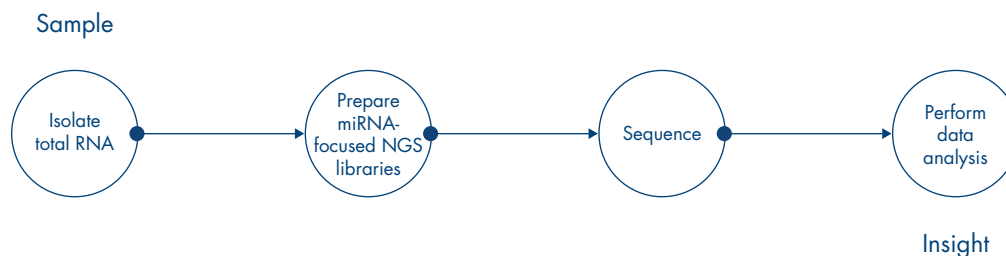 Sample
Isolate
total RNA
Prepare
miRNA-
focused NGS
libraries
Sequence
Perform
data
analysis
Insight